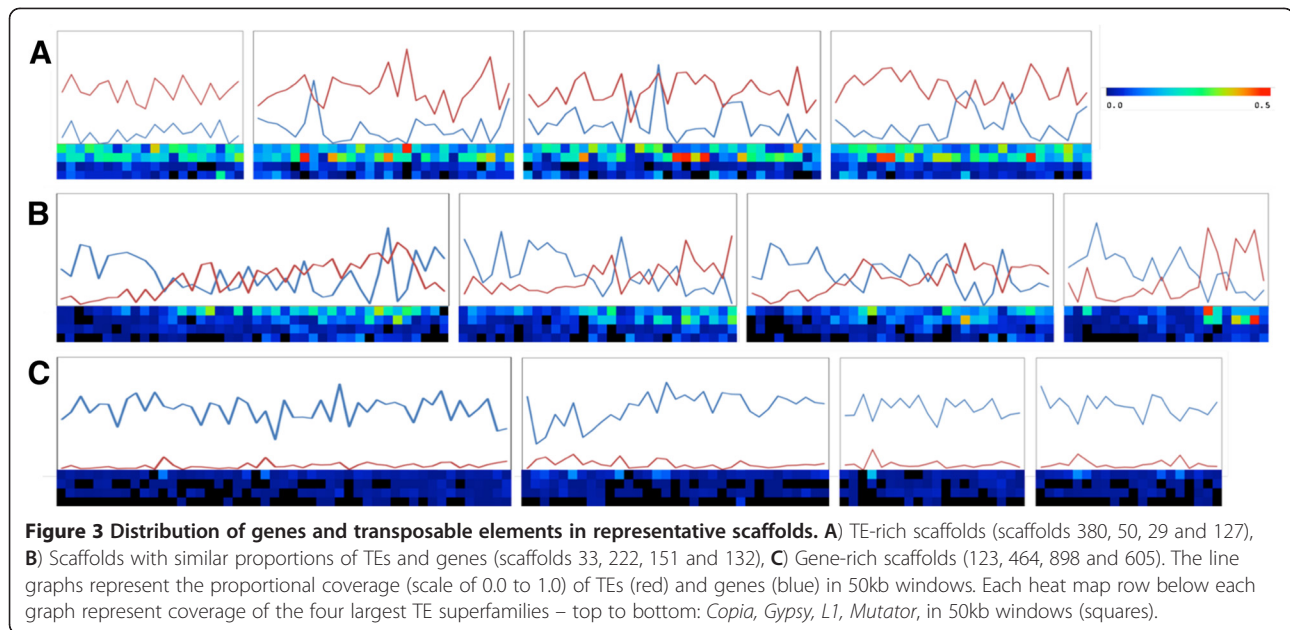 A
0.0 0.5
B
C
Figure 3 Distribution of genes and transposable elements in representative scaffolds. A) TE-rich scaffolds (scaffolds 380, 50, 29 and 127),
B) Scaffolds with similar proportions of TEs and genes (scaffolds 33, 222, 151 and 132), C) Gene-rich scaffolds (123, 464, 898 and 605). The line
graphs represent the proportional coverage (scale of 0.0 to 1.0) of TEs (red) and genes (blue) in 50kb windows. Each heat map row below each
graph represent coverage of the four largest TE superfamilies – top to bottom: Copia, Gypsy, L1, Mutator, in 50kb windows (squares).